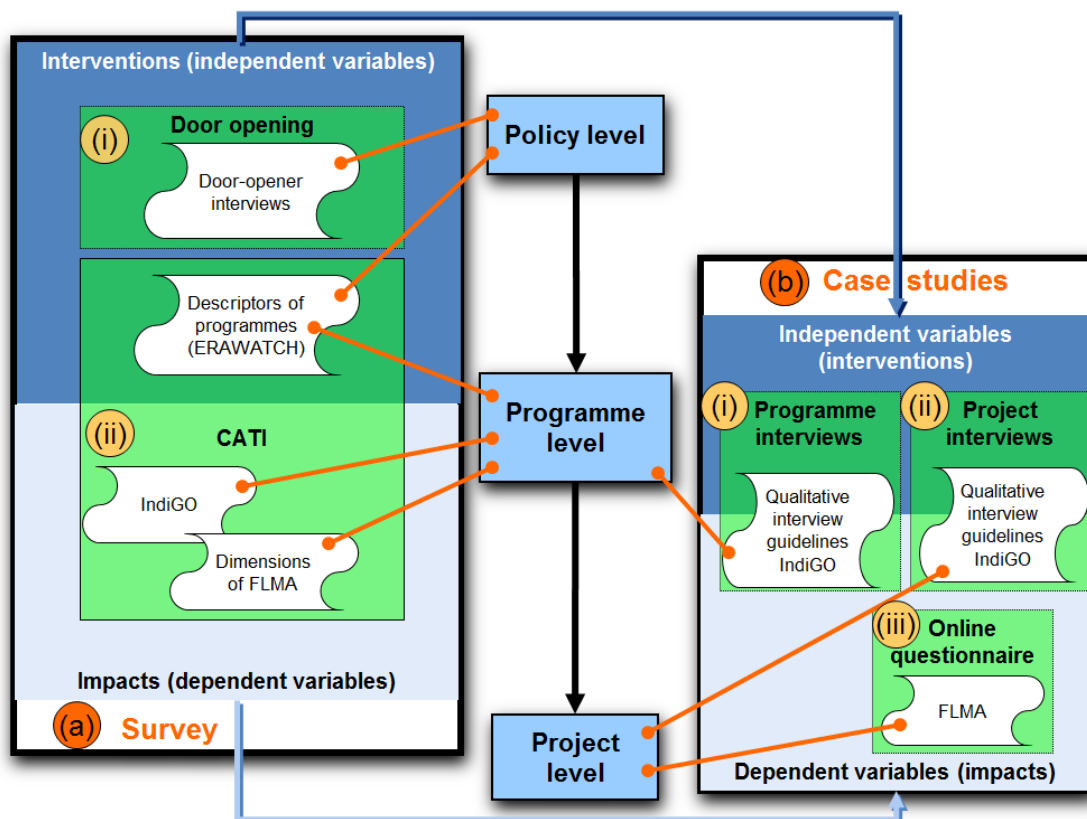 Interventions (independent variables)
(i)
Door opening
Door-opener
interviews
Descriptors of
programmes
(ERAWATCH)
(ii)
CATI
IndiGO
Dimensions
of FLMA
Impacts (dependent variables)
(a) Survey
Policy level
Programme
level
Project
level
(b) Case studies
Independent variables
(interventions)
(i)
Programme
interviews
Qualitative
interview
guidelines
IndiGO
(ii)
Project
interviews
Qualitative
interview
guidelines
IndiGO
(iii)
Online
questionnaire
FLMA
Dependent variables (impacts)